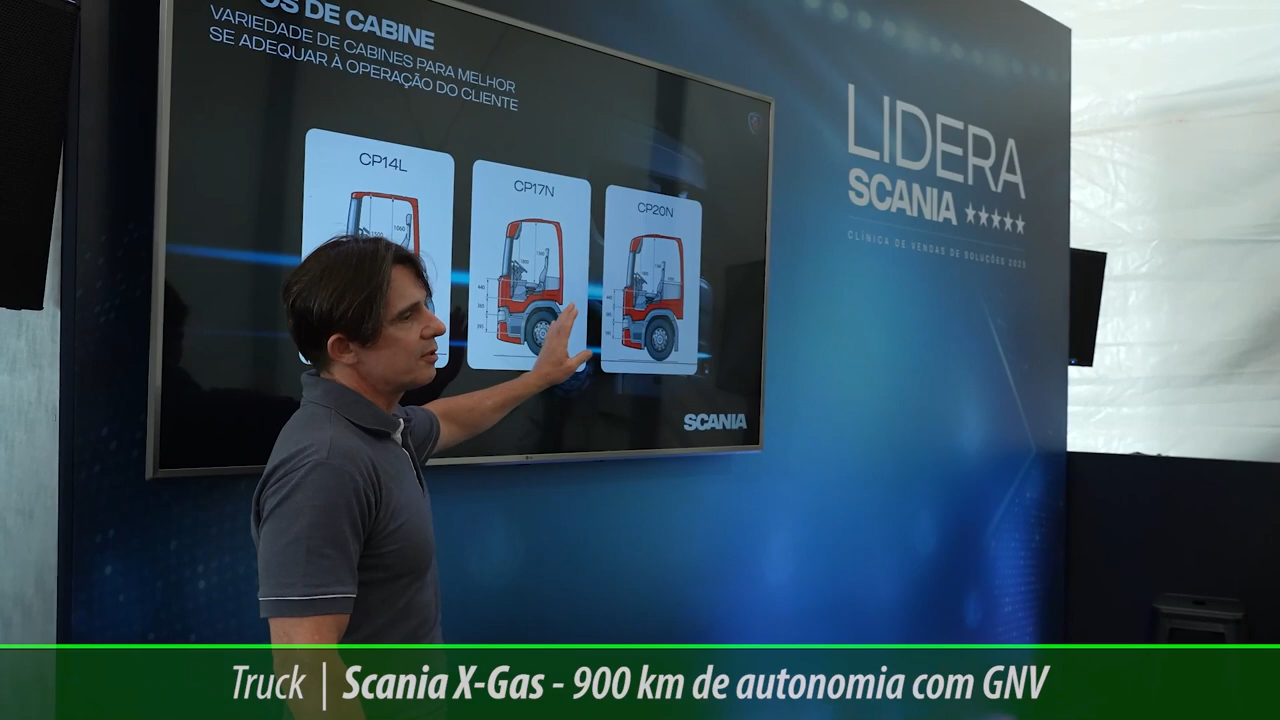 OS DE CABINE
VARIEDADE DE CABINES PARA MELHOR
SE ADEQUAR À OPERAÇÃO DO CLIENTE
CP14L
CP17N
CP20N
SCANIA
LIDERA
SCANIA ★★★★★
CLÍNICA DE VENDAS DE SOLUÇÕES 2023
Truck | Scania X-Gas - 900 km de autonomia com GNV